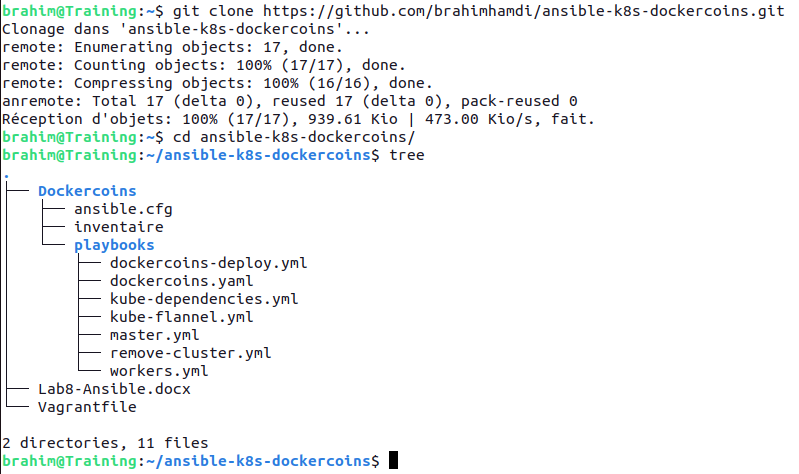 brahim@Training:~$ git clone https://github.com/brahimhamdi/ansible-k8s-dockercoins.git
Clonage dans 'ansible-k8s-dockercoins'...
remote: Enumerating objects: 17, done.
remote: Counting objects: 100% (17/17), done.
remote: Compressing objects: 100% (16/16), done.
anremote: Total 17 (delta 0), reused 17 (delta 0), pack-reused 0
Réception d'objets: 100% (17/17), 939.61 Kio | 473.00 Kio/s, fait.
brahim@Training:~$ cd ansible-k8s-dockercoins/
brahim@Training:~/ansible-k8s-dockercoins$ tree
.
├── Dockercoins
│   ├── ansible.cfg
│   ├── inventaire
│   └── playbooks
│       ├── dockercoins-deploy.yml
│       ├── dockercoins.yaml
│       ├── kube-dependencies.yml
│       ├── kube-flannel.yml
│       ├── master.yml
│       ├── remove-cluster.yml
│       └── workers.yml
├── Lab8-Ansible.docx
└── Vagrantfile

2 directories, 11 files
brahim@Training:~/ansible-k8s-dockercoins$